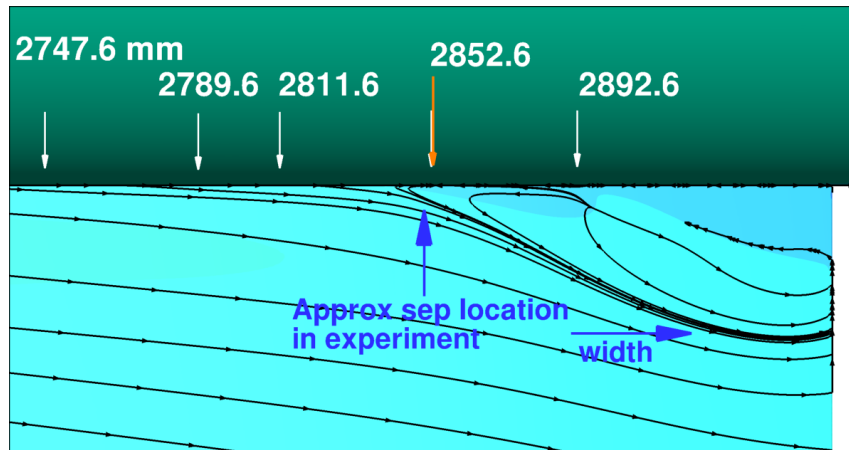 2747.6 mm
2789.6
2811.6
2852.6
2892.6
Approx sep location
in experiment
width